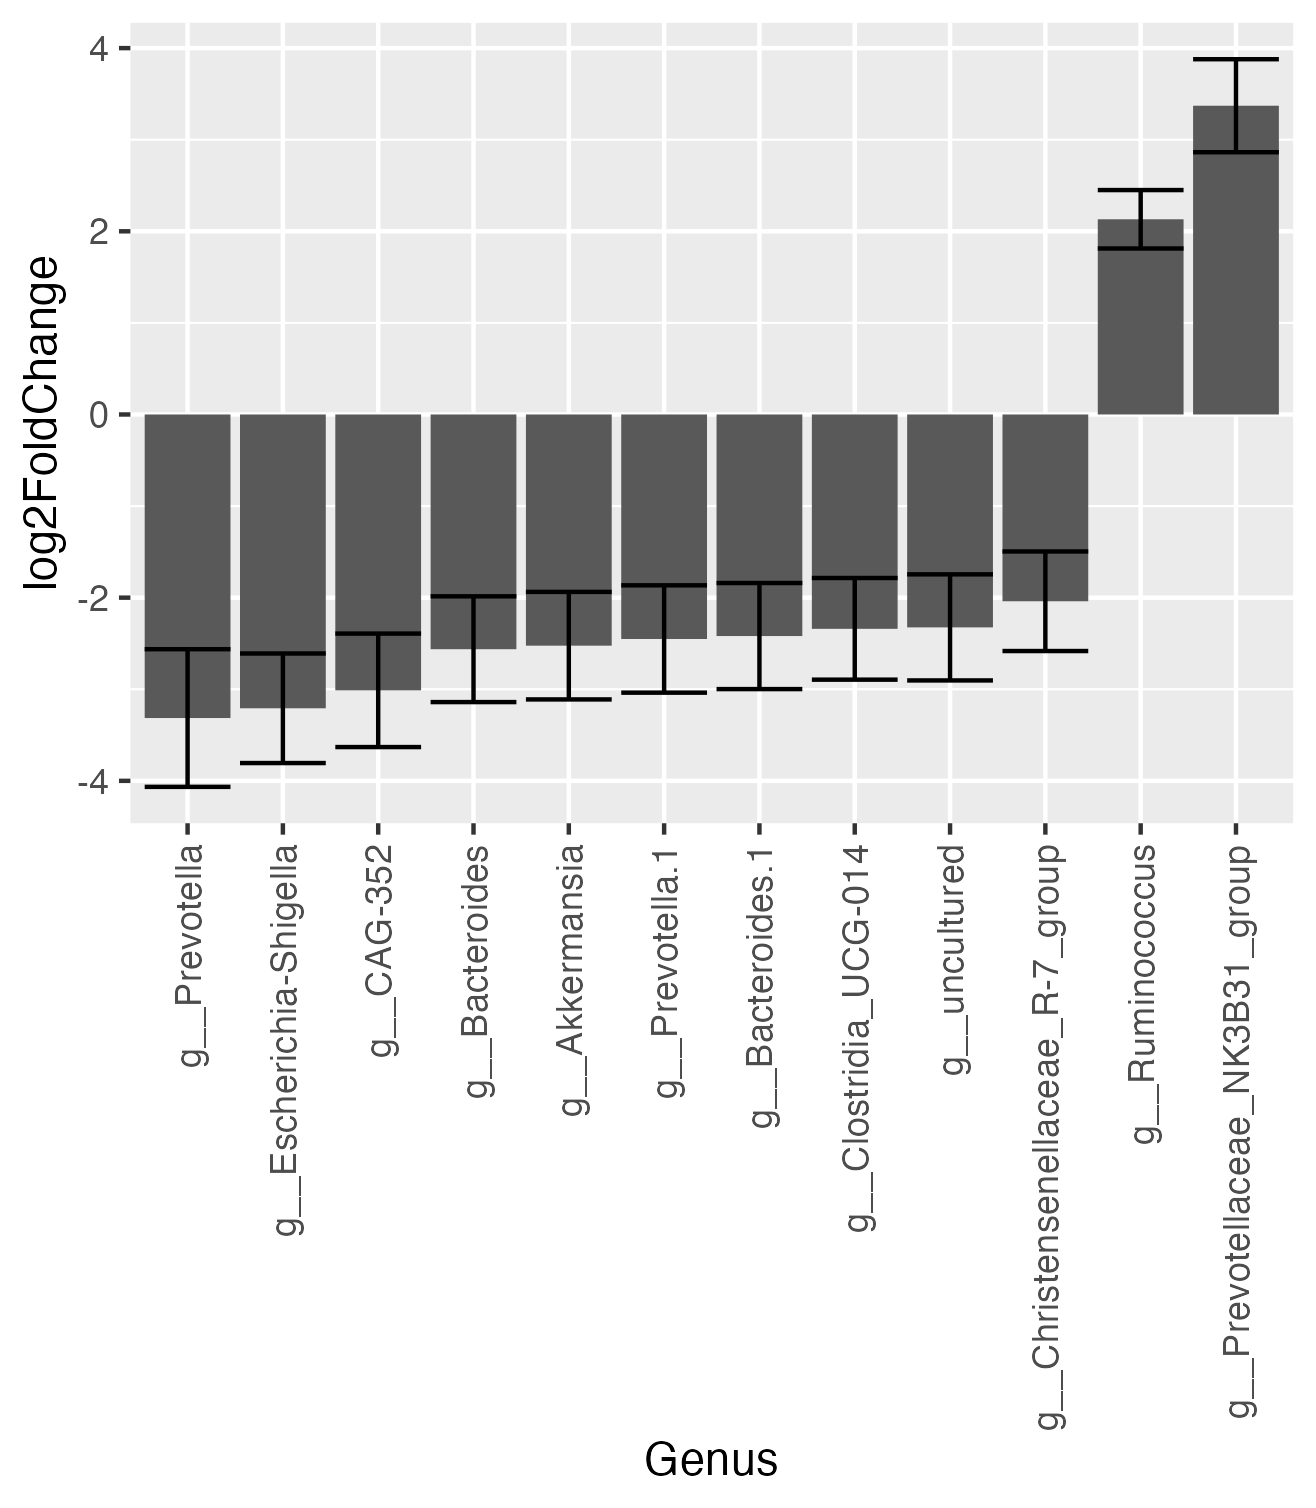 log2FoldChange
4
2
0
-2
-4
g__Prevotella
g__Escherichia-Shigella
g__CAG-352
g__Bacteroides
g__Akkermansia
g__Prevotella.1
g__Bacteroides.1
g__Clostridia_UCG-014
g__uncultured
g__Christensenellaceae_R-7_group
g__Ruminococcus
g__Prevotellaceae_NK3B31_group
Genus